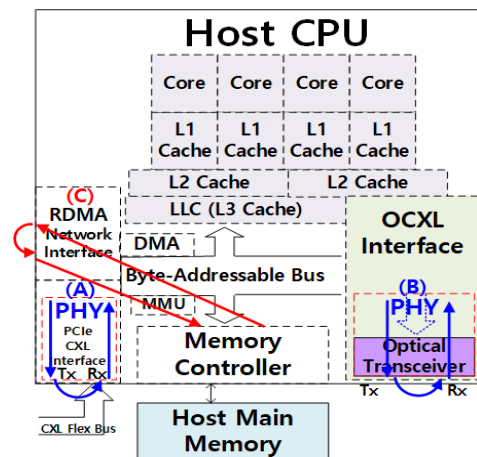 Host CPU
Core Core Core Core
L1 Cache L1 Cache L1 Cache L1 Cache
L2 Cache L2 Cache
LLC (L3 Cache)
(C)
RDMA
Network
Interface
DMA
Byte-Addressable Bus
MMU
OCXL
Interface
(A)
PHY
PCIe
CXL
Interface
Tx Rx
(B)
PHY
Optical
Transceiver
Tx Rx
Memory
Controller
CXL Flex Bus
Host Main
Memory